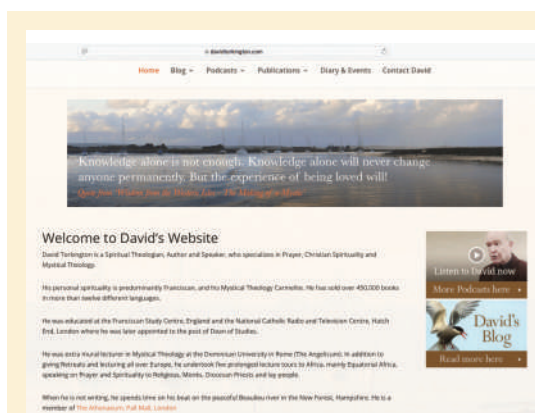 davidtorkington.com
Home Blog Podcasts Publications Diary & Events Contact David
Knowledge alone is not enough. Knowledge alone will never change
anyone permanently. But the experience of being loved will!
Welcome to David's Website
David Torkington is a Spiritual Theologian, Author and Speaker, who specializes in Prayer, Christian Spirituality and
Mystical Theology.
His personal spirituality is predominantly Franciscan, and his Mystical Theology Carmelite. He has sold over 450,000 books
in more than twelve different languages.
He was educated at the Franciscan Study Centre, England and the National Catholic Radio and Television Centre, Hatch
End, London where he was later appointed to the post of Dean of Studies.
He was extra mural lecturer in Mystical Theology at the Dominican University in Rome (The Angelicum). In addition to
giving Retreats and lecturing all over Europe, he undertook five prolonged lecture tours to Africa, mainly Equatorial Africa,
speaking on Prayer and Spirituality to Religious, Monks, Diocesan Priests and lay people.
When he is not writing, he spends time on his boat on the peaceful Beaulieu river in the New Forest, Hampshire. He is a
member of The Athenaeum, Pall Mall, London
Listen to David now
More Podcasts here
David's
Blog
Read more here